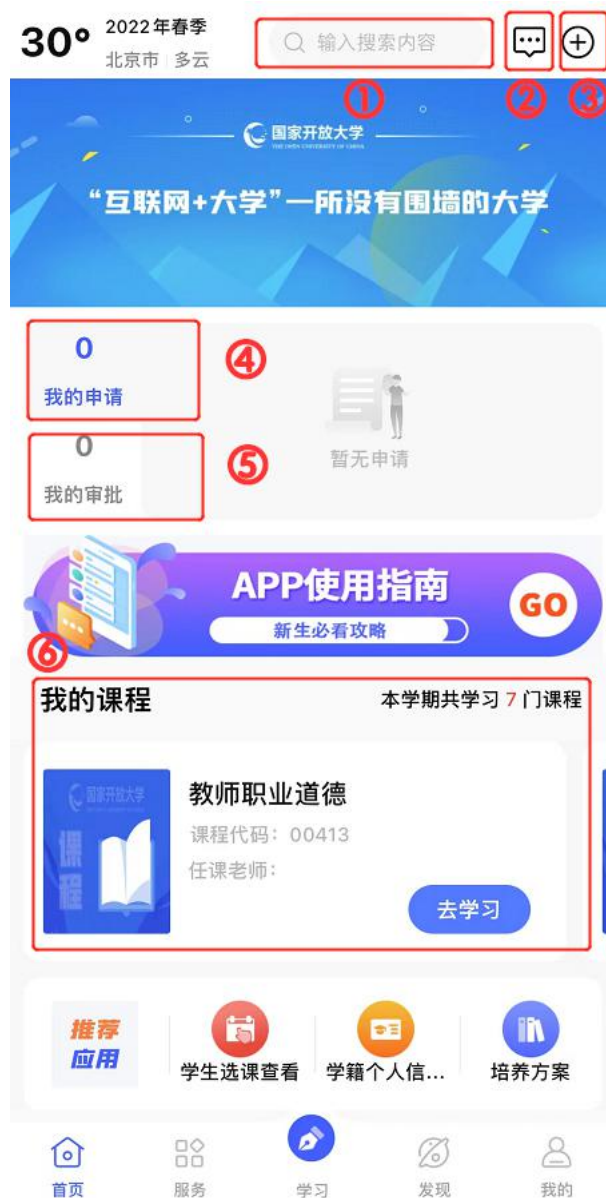 30° 2022年春季
北京市 多云
输入搜索内容
① ② ③
国家开放大学
THE OPEN UNIVERSITY OF CHINA
“互联网+大学”一所没有围墙的大学
0
我的申请
④
0
我的审批
⑤
暂无申请
APP使用指南
新生必看攻略
GO
⑥
我的课程 本学期共学习 7 门课程
国家开放大学
课程
教师职业道德
课程代码：00413
任课老师：
去学习
推荐
应用
学生选课查看 学籍个人信... 培养方案
首页 服务 学习 发现 我的